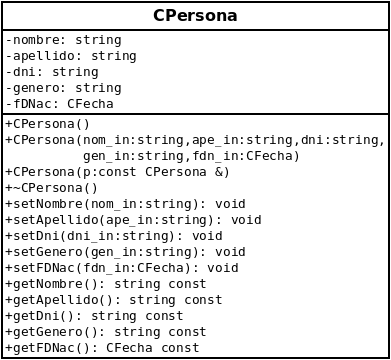 CPersona
-nombre: string
-apellido: string
-dni: string
-genero: string
-fDNac: CFecha
+CPersona()
+CPersona(nom_in:string,ape_in:string,dni:string,
gen_in:string,fdn_in:CFecha)
+CPersona(p:const CPersona &)
+~CPersona()
+setNombre(nom_in:string): void
+setApellido(ape_in:string): void
+setDni(dni_in:string): void
+setGenero(gen_in:string): void
+setFDNac(fdn_in:CFecha): void
+getNombre(): string const
+getApellido(): string const
+getDni(): string const
+getGenero(): string const
+getFDNac(): CFecha const